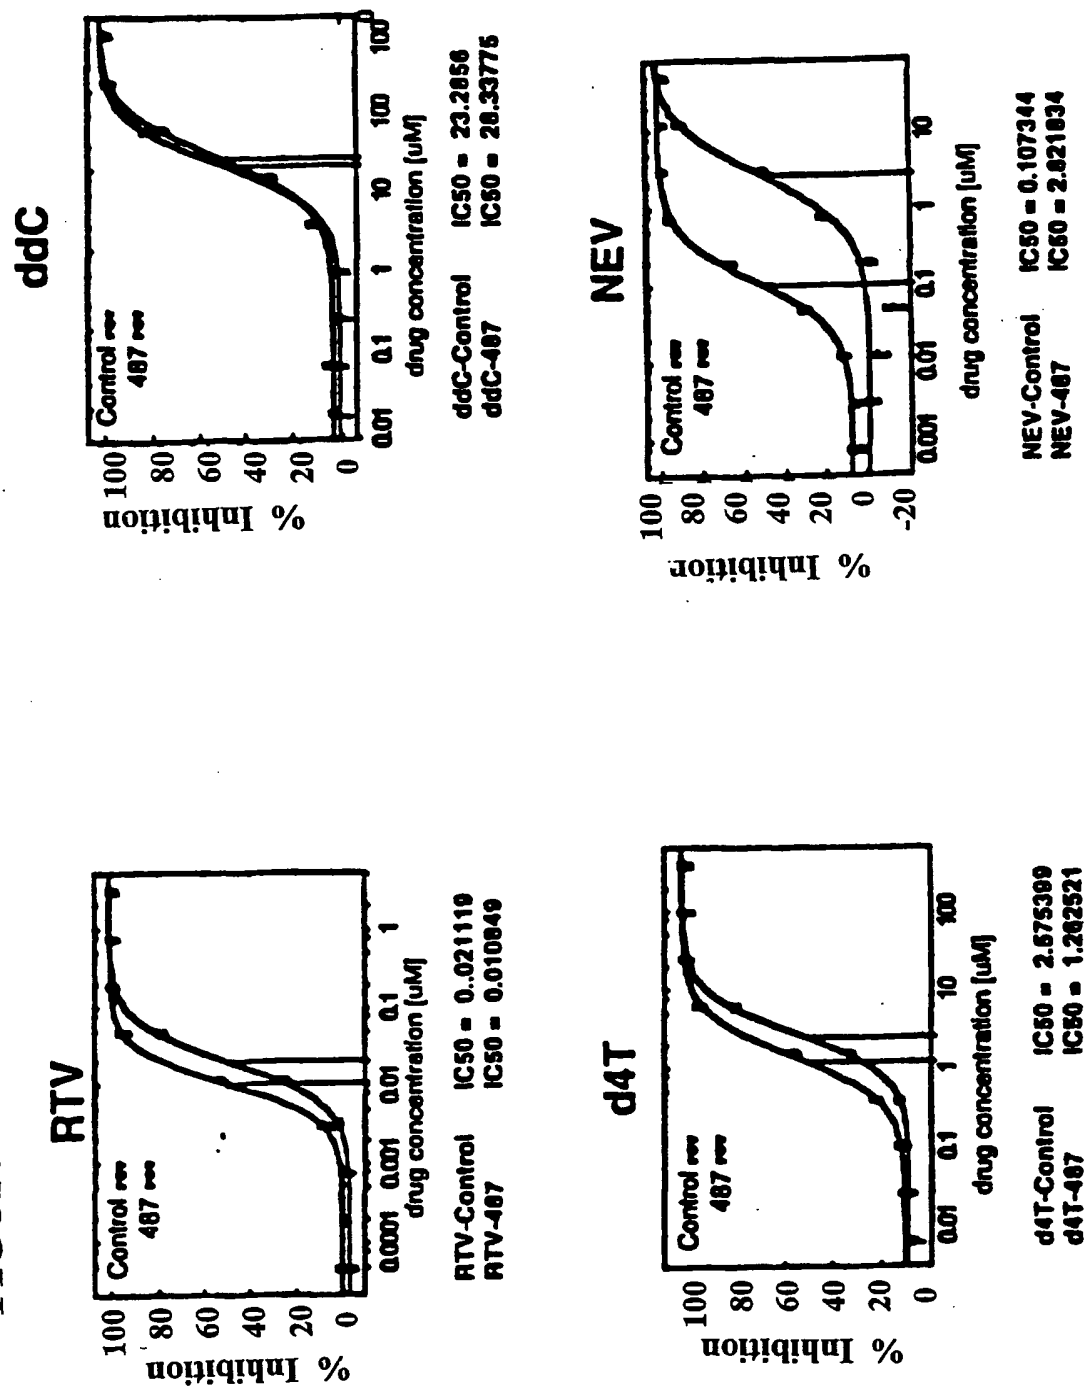 RTV
Control
487
100
80
60
40
20
0
% Inhibition
0.0001 0.001 0.01 0.1 1
drug concentration [uM]
RTV-Control IC50 = 0..021119
RTV-487 IC50 = 0.010849
ddC
Control
487
100
80
60
40
20
0
% Inhibition
0.01 0.1 1 10 100 1000
drug concentration [uM]
ddC-Control IC50 = 23.2856
ddC-487 IC50 = 28.33775
d4T
Control
487
100
80
60
40
20
0
% Inhibition
0.01 0.1 1 10 100
drug concentration [uM]
d4T-Control IC50 = 2.575399
d4T-487 IC50 = 1.262521
NEV
Control
487
100
80
60
40
20
0
-20
% Inhibition
0.001 0.01 0.1 1 10
drug concentration [uM]
NEV-Control IC50 = 0.107344
NEV-487 IC50 = 2.821834